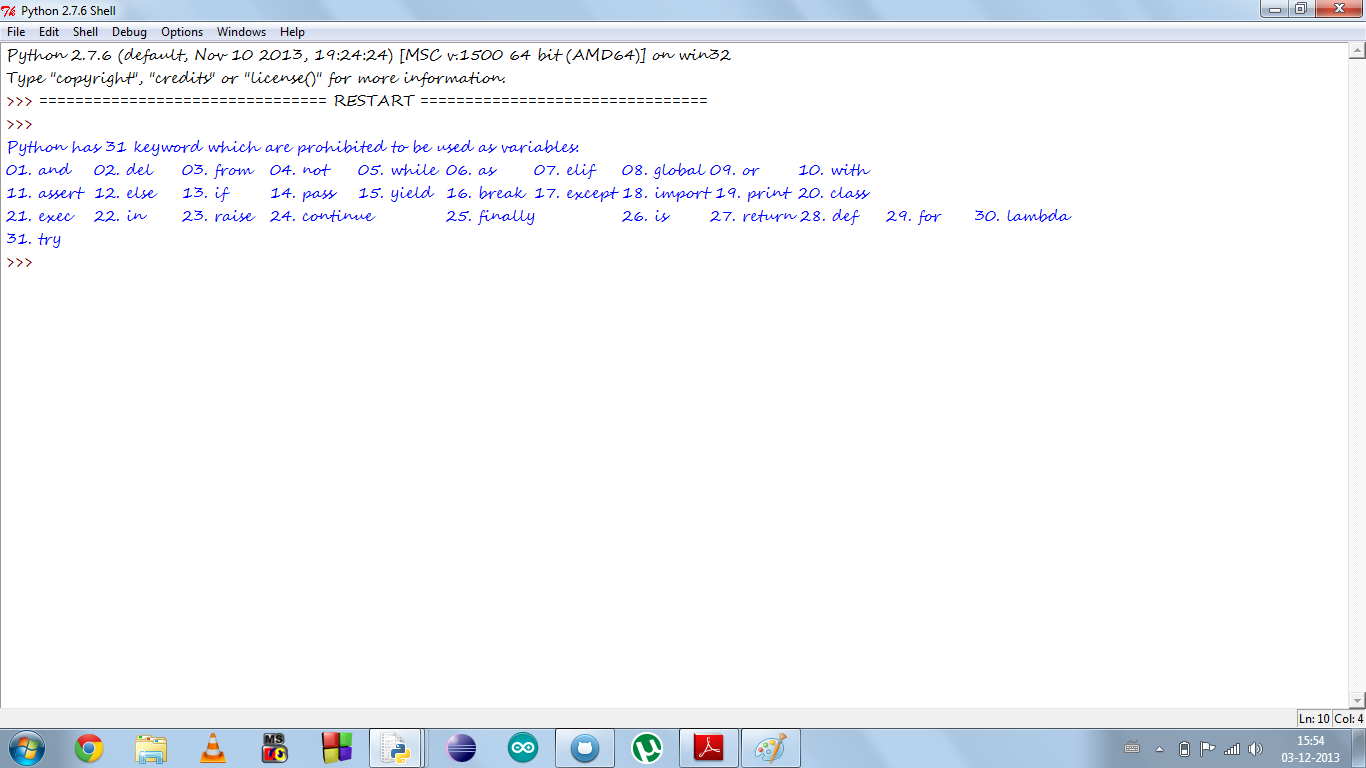 Python 2.7.6 Shell
File Edit Shell Debug Options Windows Help
Python 2.7.6 (default, Nov 10 2013, 19:24:24) [MSC v.1500 64 bit (AMD64)] on win32
Type "copyright", "credits" or "license()" for more information.
>>> ================================ RESTART ================================
>>>
Python has 31 keyword which are prohibited to be used as variables.
01. and 02. del 03. from 04. not 05. while 06. as 07. elif 08. global 09. or 10. with
11. assert 12. else 13. if 14. pass 15. yield 16. break 17. except 18. import 19. print 20. class
21. exec 22. in 23. raise 24. continue 25. finally 26. is 27. return 28. def 29. for 30. lambda
31. try
>>>
Ln: 10 Col: 4
MS
15:54
03-12-2013